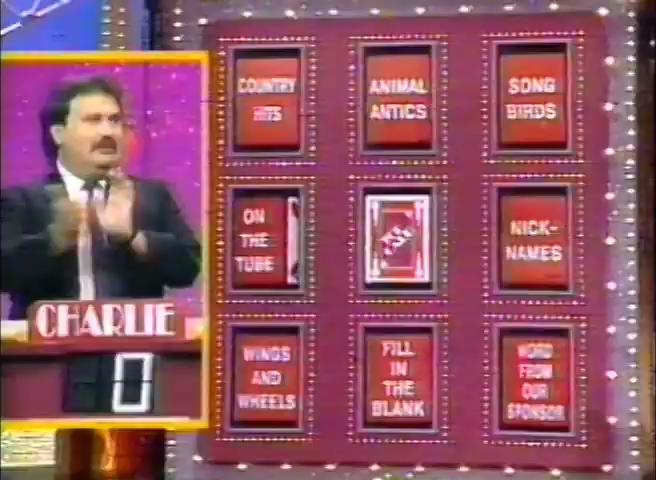 COUNTRY
HITS
ANIMAL
ANTICS
SONG
BIRDS
ON
THE
TUBE
NICK-
NAMES
WINGS
AND
WHEELS
FILL
IN
THE
BLANK
WORD
FROM
OUR
SPONSOR
CHARLIE
0